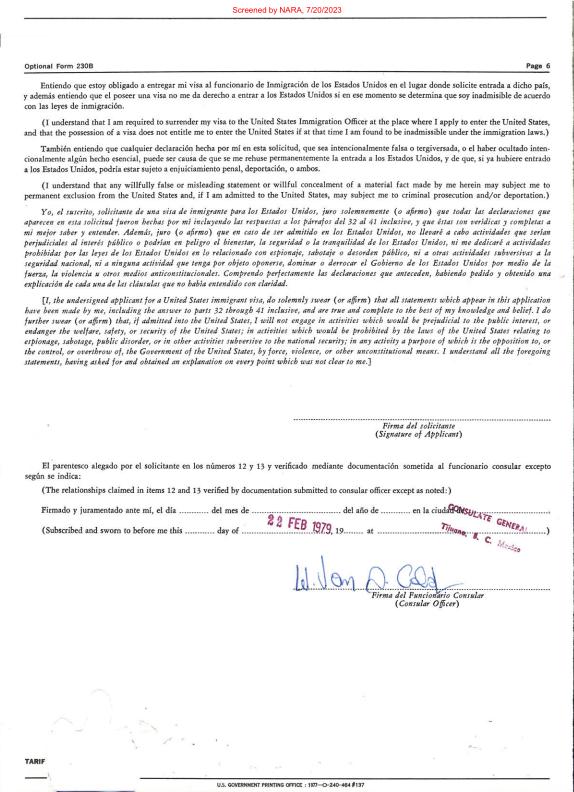 Screened by NARA, 7/20/2023
Optional Form 230B Page 6
Entiendo que estoy obligado a entregar mi visa al funcionario de Inmigración de los Estados Unidos en el lugar donde solicite entrada a dicho país,
y además entiendo que el poseer una visa no me da derecho a entrar a los Estados Unidos si en ese momento se determina que soy inadmisible de acuerdo
con las leyes de inmigración.
(I understand that I am required to surrender my visa to the United States Immigration Officer at the place where I apply to enter the United States,
and that the possession of a visa does not entitle me to enter the United States if at that time I am found to be inadmissible under the immigration laws.)
También entiendo que cualquier declaración hecha por mí en esta solicitud, que sea intencionalmente falsa o tergiversada, o el haber ocultado inten-
cionalmente algún hecho esencial, puede ser causa de que se me rehuse permanentemente la entrada a los Estados Unidos, y de que, si ya hubiere entrado
a los Estados Unidos, podría estar sujeto a enjuiciamiento penal, deportación, o ambos.
(I understand that any willfully false or misleading statement or willful concealment of a material fact made by me herein may subject me to
permanent exclusion from the United States and, if I am admitted to the United States, may subject me to criminal prosecution and/or deportation.)
Yo, el suscrito, solicitante de una visa de inmigrante para los Estados Unidos, juro solemnemente (o afirmo) que todas las declaraciones que
aparecen en esta solicitud fueron hechas por mi incluyendo las respuestas a los párrafos del 32 al 41 inclusive, y que éstas son verídicas y completas a
mi mejor saber y entender. Además, juro (o afirmo) que en caso de ser admitido en los Estados Unidos, no llevaré a cabo actividades que serían
perjudiciales al interés público o podrían en peligro el bienestar, la seguridad o la tranquilidad de los Estados Unidos, ni me dedicaré a actividades
prohibidas por las leyes de los Estados Unidos en lo relacionado con espionaje, sabotaje o desorden público, ni a otras actividades subversivas a la
seguridad nacional, ni a ninguna actividad que tenga por objeto oponerse, dominar o derrocar el Gobierno de los Estados Unidos por medio de la
fuerza, la violencia u otros medios anticonstitucionales. Comprendo perfectamente las declaraciones que anteceden, habiendo pedido y obtenido una
explicación de cada una de las cláusulas que no había entendido con claridad.
[I, the undersigned applicant for a United States immigrant visa, do solemnly swear (or affirm) that all statements which appear in this application
have been made by me, including the answer to parts 32 through 41 inclusive, and are true and complete to the best of my knowledge and belief. I do
further swear (or affirm) that, if admitted into the United States, I will not engage in activities which would be prejudicial to the public interest, or
endanger the welfare, safety, or security of the United States; in activities which would be prohibited by the laws of the United States relating to
espionage, sabotage, public disorder, or in other activities subversive to the national security; in any activity a purpose of which is the opposition to, or
the control, or overthrow of, the Government of the United States, by force, violence, or other unconstitutional means. I understand all the foregoing
statements, having asked for and obtained an explanation on every point which was not clear to me.]
Firma del solicitante
(Signature of Applicant)
El parentesco alegado por el solicitante en los números 12 y 13 y verificado mediante documentación sometida al funcionario consular excepto
según se indica:
(The relationships claimed in items 12 and 13 verified by documentation submitted to consular officer except as noted:)
Firmado y juramentado ante mí, el día ........... del mes de ........... del año de ........... en la ciudad CONSULATE GENERAL
(Subscribed and sworn to before me this ........... day of 22 FEB 1979, 19....... at ........... Tijuana, B. C. Mexico)
Firma del Funcionario Consular
(Consular Officer)
TARIF
U.S. GOVERNMENT PRINTING OFFICE : 1977—O-240-464 #137